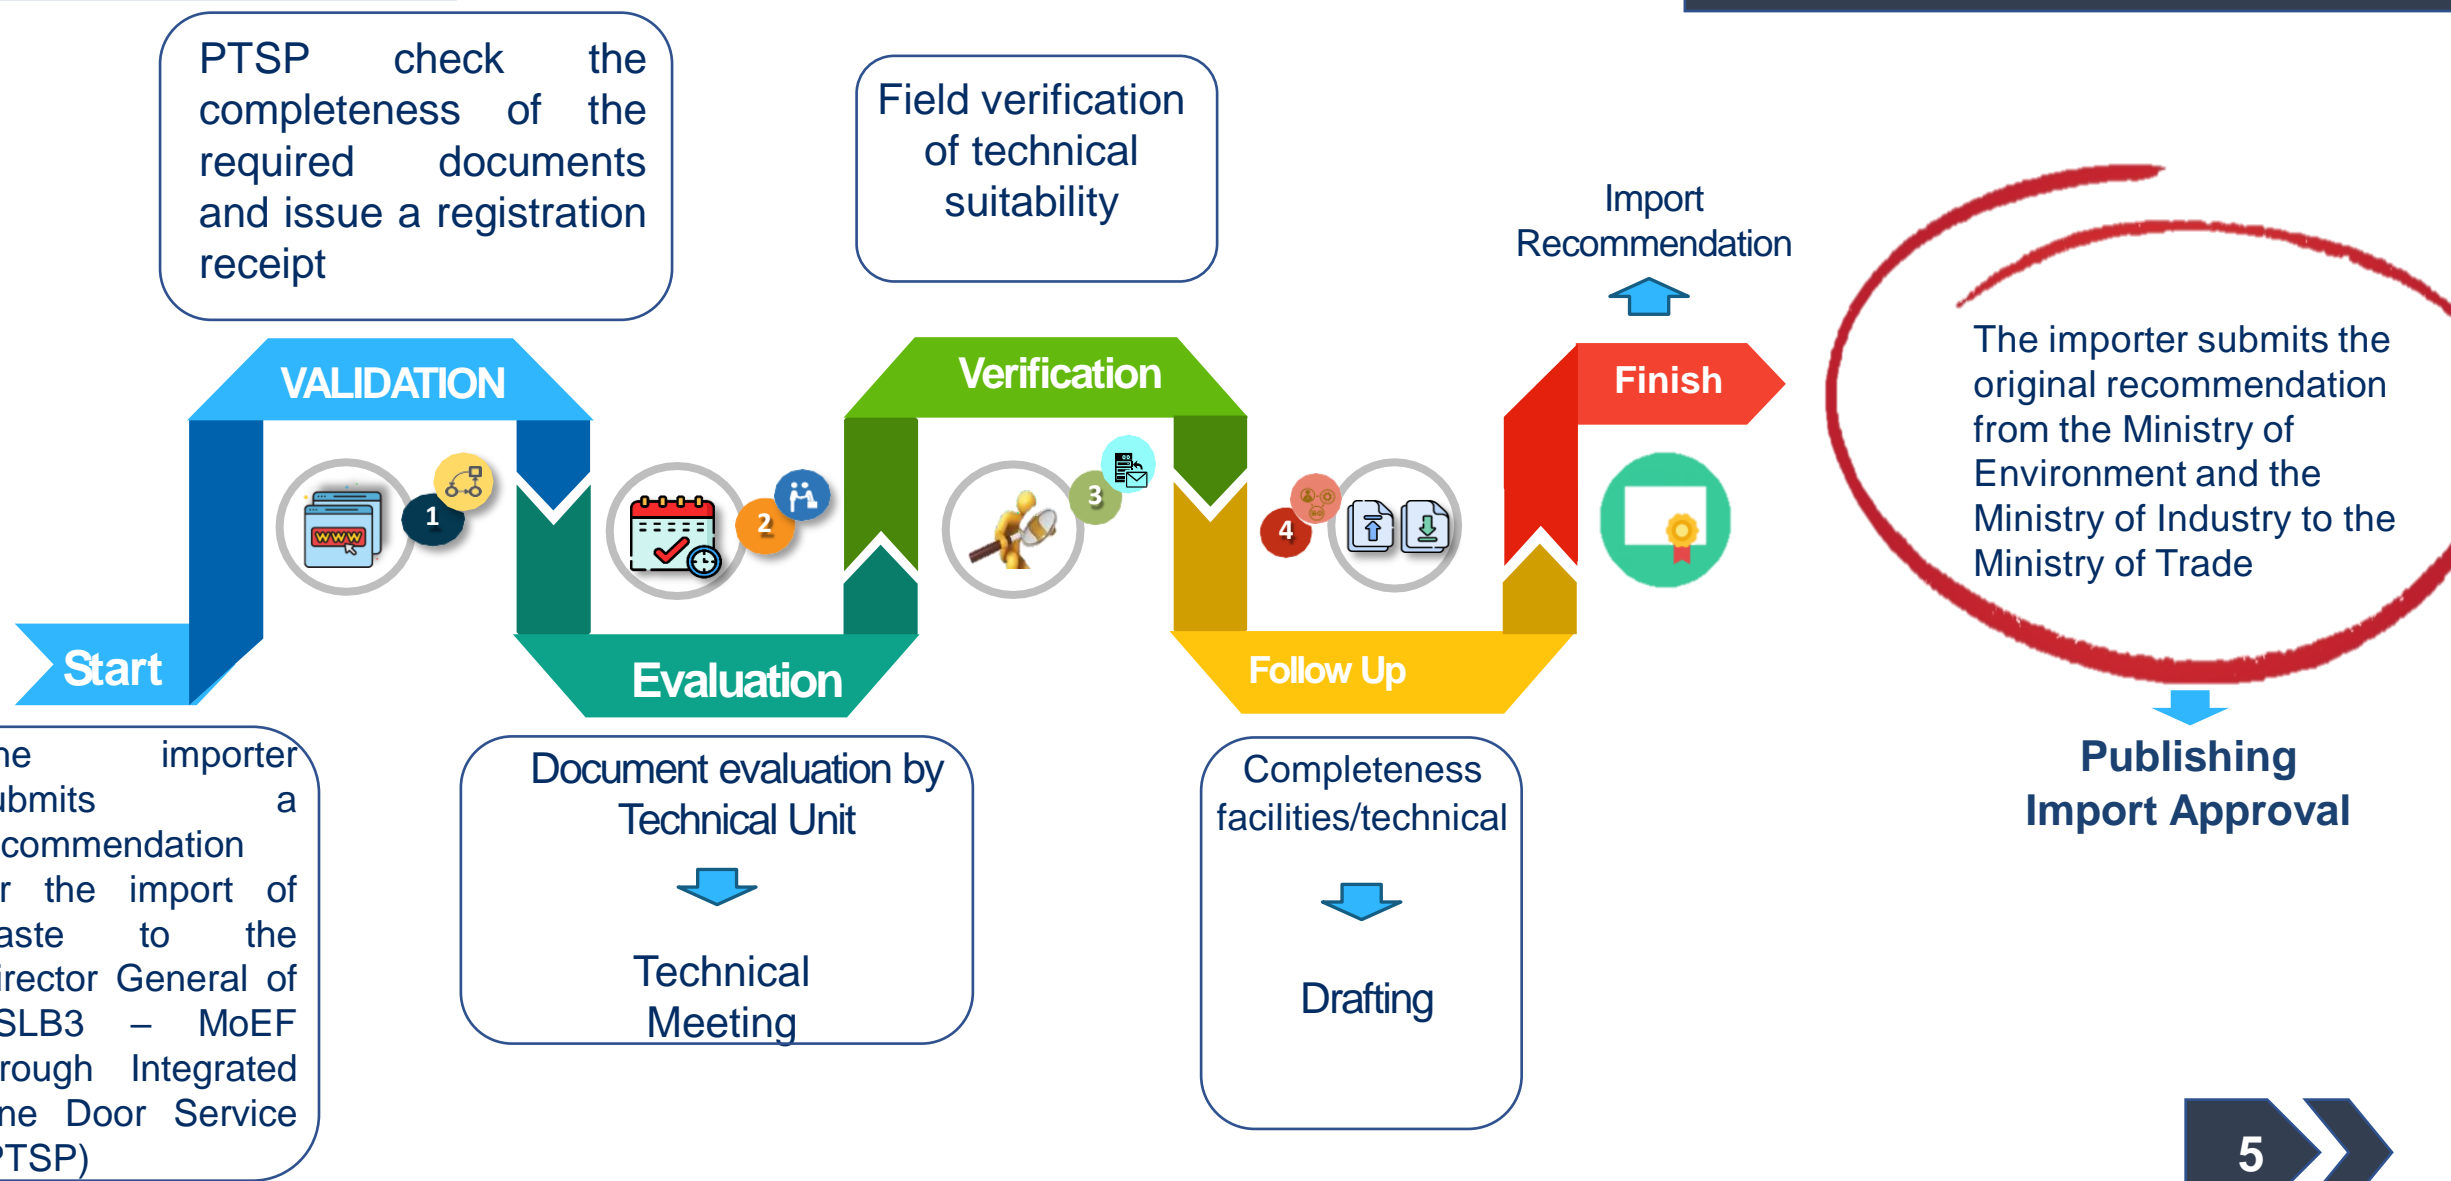 PTSP check the
completeness of the
required documents
and issue a registration
receipt
Field verification
of technical
suitability
Import
Recommendation
The importer submits the
original recommendation
from the Ministry of
Environment and the
Ministry of Industry to the
Ministry of Trade
VALIDATION
Verification
Finish
WWW
1
2
3
4
Start
Evaluation
Follow Up
importer
a
the import of
to the
General of
– MoEF
Integrated
Door Service
Document evaluation by
Technical Unit
Technical
Meeting
Completeness
facilities/technical
Drafting
Publishing
Import Approval
5